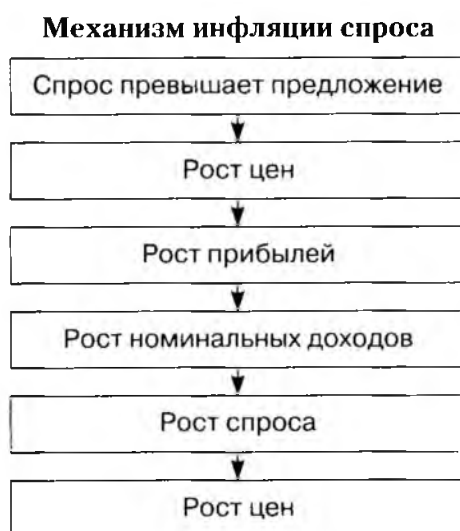 Механизм инфляции спроса
Спрос превышает предложение
Рост цен
Рост прибылей
Рост номинальных доходов
Рост спроса
Рост цен